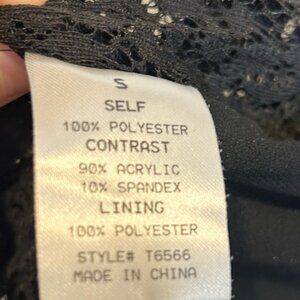 S
SELF
100% POLYESTER
CONTRAST
90% ACRYLIC
10% SPANDEX
LINING
100% POLYESTER
STYLE# T6566
MADE IN CHINA